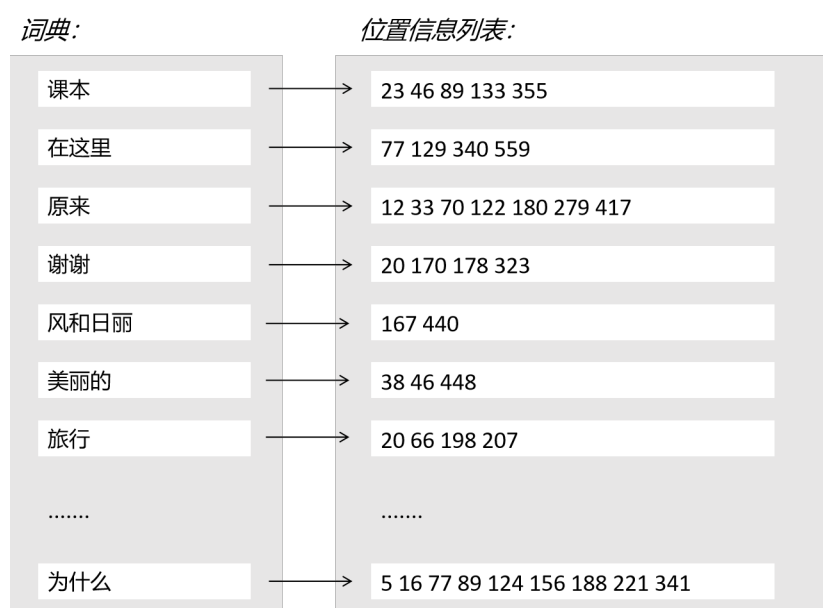 词典： 位置信息列表：
课本 23 46 89 133 355
在这里 77 129 340 559
原来 12 33 70 122 180 279 417
谢谢 20 170 178 323
风和日丽 167 440
美丽的 38 46 448
旅行 20 66 198 207
....... .......
为什么 5 16 77 89 124 156 188 221 341